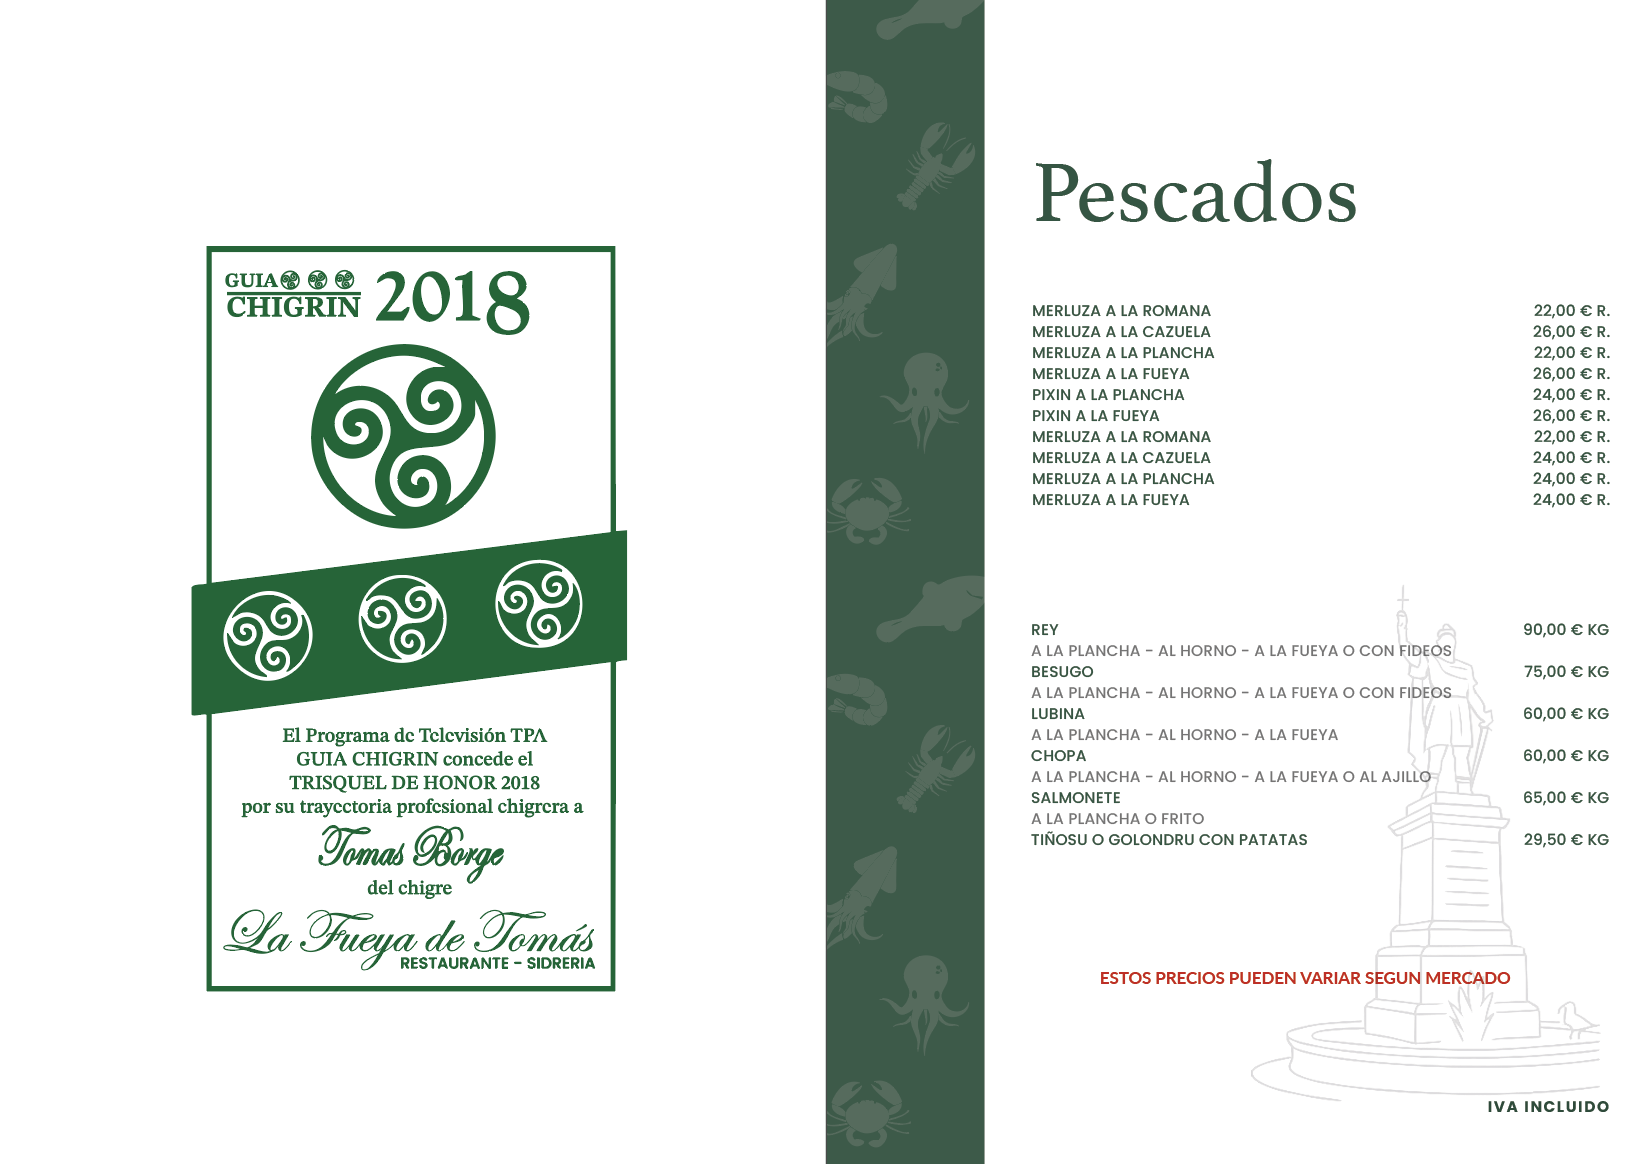 GUIA
CHIGRIN 2018
El Programa de Televisión TPA
GUIA CHIGRIN concede el
TRISQUEL DE HONOR 2018
por su trayectoria profesional chigrera a
Tomas Borge
del chigre
La Fueya de Tomás
RESTAURANTE - SIDRERIA
Pescados
MERLUZA A LA ROMANA 22,00 € R.
MERLUZA A LA CAZUELA 26,00 € R.
MERLUZA A LA PLANCHA 22,00 € R.
MERLUZA A LA FUEYA 26,00 € R.
PIXIN A LA PLANCHA 24,00 € R.
PIXIN A LA FUEYA 26,00 € R.
MERLUZA A LA ROMANA 22,00 € R.
MERLUZA A LA CAZUELA 24,00 € R.
MERLUZA A LA PLANCHA 24,00 € R.
MERLUZA A LA FUEYA 24,00 € R.
REY 90,00 € KG
A LA PLANCHA - AL HORNO - A LA FUEYA O CON FIDEOS
BESUGO 75,00 € KG
A LA PLANCHA - AL HORNO - A LA FUEYA O CON FIDEOS
LUBINA 60,00 € KG
A LA PLANCHA - AL HORNO - A LA FUEYA
CHOPA 60,00 € KG
A LA PLANCHA - AL HORNO - A LA FUEYA O AL AJILLO
SALMONETE 65,00 € KG
A LA PLANCHA O FRITO
TIÑOSU O GOLONDRU CON PATATAS 29,50 € KG
ESTOS PRECIOS PUEDEN VARIAR SEGUN MERCADO
IVA INCLUIDO